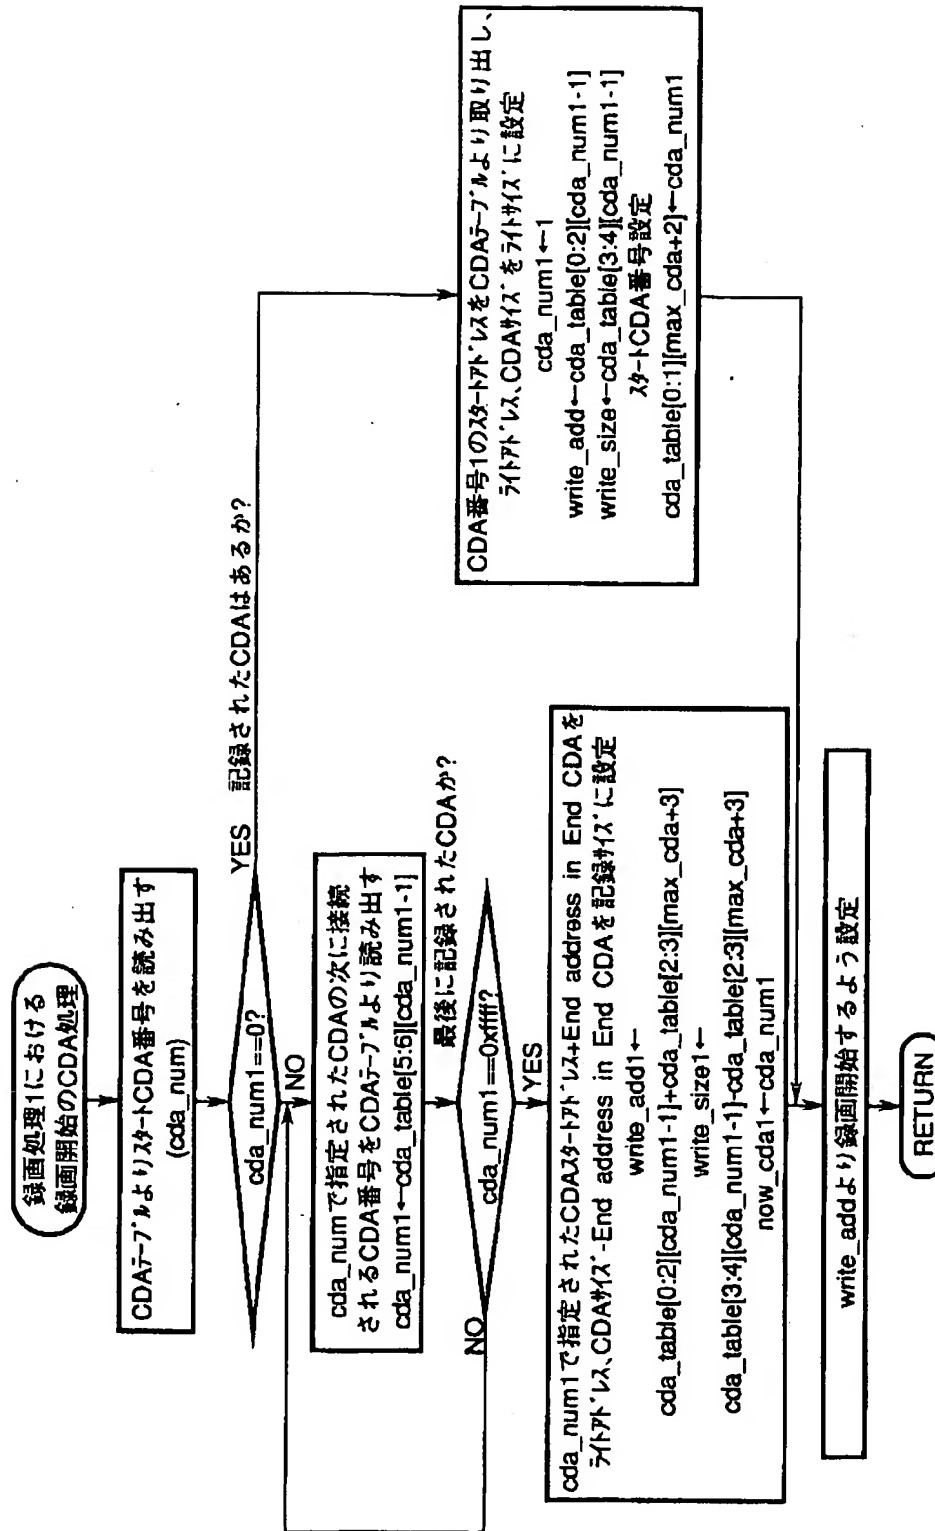 録画処理1における
録画開始のCDA処理
CDAﾃｰﾌﾞﾙよりｽﾀｰﾄCDA番号を読み出す
(cda_num)
cda_num1==0?
YES
記録されたCDAはあるか?
NO
cda_numで指定されたCDAの次に接続
されるCDA番号をCDAﾃｰﾌﾞﾙより読み出す
cda_num1←cda_table[5:6][cda_num1-1]
最後に記録されたCDAか?
cda_num1==0xffff?
NO
YES
cda_num1で指定されたCDAｽﾀｰﾄｱﾄﾞﾚｽ+End address in End CDAを
ﾗｲﾄｱﾄﾞﾚｽ、CDAｻｲｽﾞ-End address in End CDAを記録ｻｲｽﾞに設定
write_add1←
cda_table[0:2][cda_num1-1]+cda_table[2:3][max_cda+3]
write_size1←
cda_table[3:4][cda_num1-1]-cda_table[2:3][max_cda+3]
now_cda1←cda_num1
CDA番号1のｽﾀｰﾄｱﾄﾞﾚｽをCDAﾃｰﾌﾞﾙより取り出し、
ﾗｲﾄｱﾄﾞﾚｽ、CDAｻｲｽﾞをﾗｲﾄｻｲｽﾞに設定
cda_num1←1
write_add←cda_table[0:2][cda_num1-1]
write_size←cda_table[3:4][cda_num1-1]
ｽﾀｰﾄCDA番号設定
cda_table[0:1][max_cda+2]←cda_num1
write_addより録画開始するよう設定
RETURN